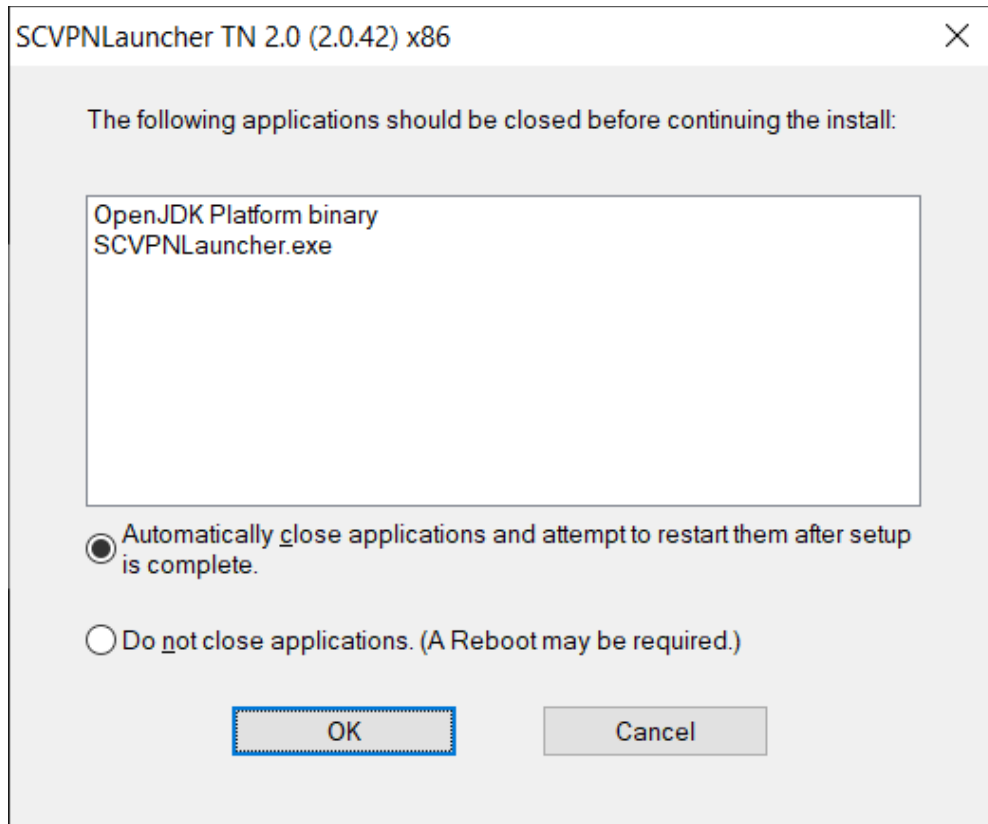 SCVPNLauncher TN 2.0 (2.0.42) x86
The following applications should be closed before continuing the install:
OpenJDK Platform binary
SCVPNLauncher.exe
Automatically close applications and attempt to restart them after setup
is complete.
Do not close applications. (A Reboot may be required.)
OK
Cancel